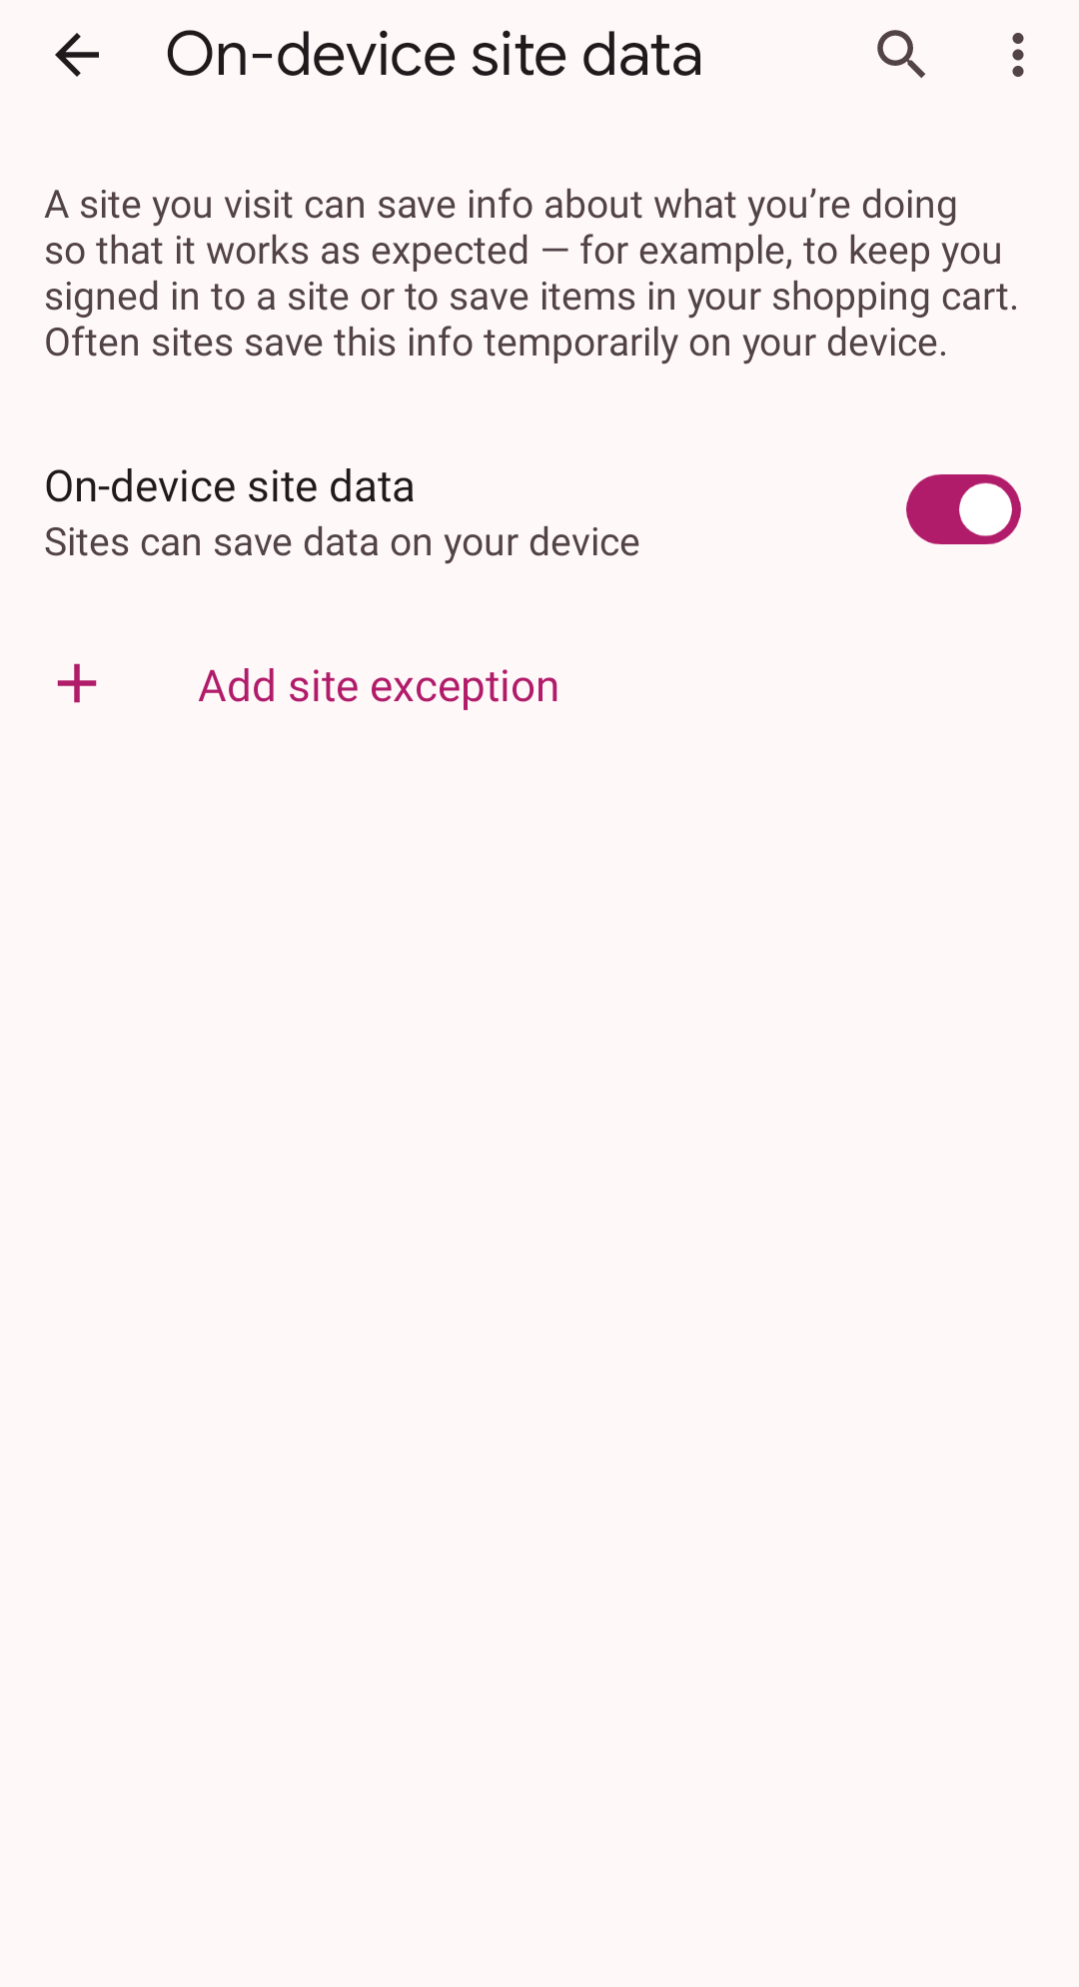 On-device site data
A site you visit can save info about what you’re doing
so that it works as expected — for example, to keep you
signed in to a site or to save items in your shopping cart.
Often sites save this info temporarily on your device.
On-device site data
Sites can save data on your device
Add site exception